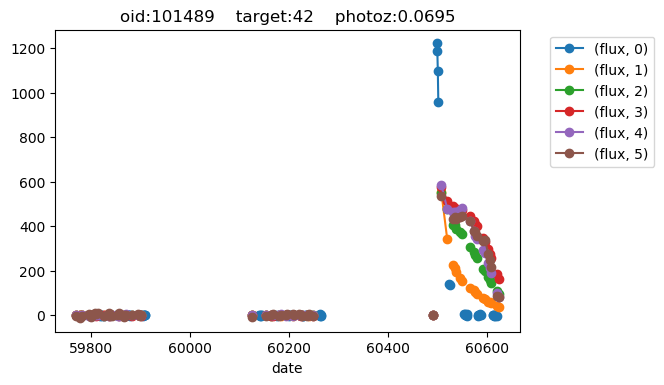 oid:101489    target:42    photoz:0.0695
1200
1000
800
600
400
200
0
59800
60000
60200
60400
60600
date
(flux, 0)
(flux, 1)
(flux, 2)
(flux, 3)
(flux, 4)
(flux, 5)